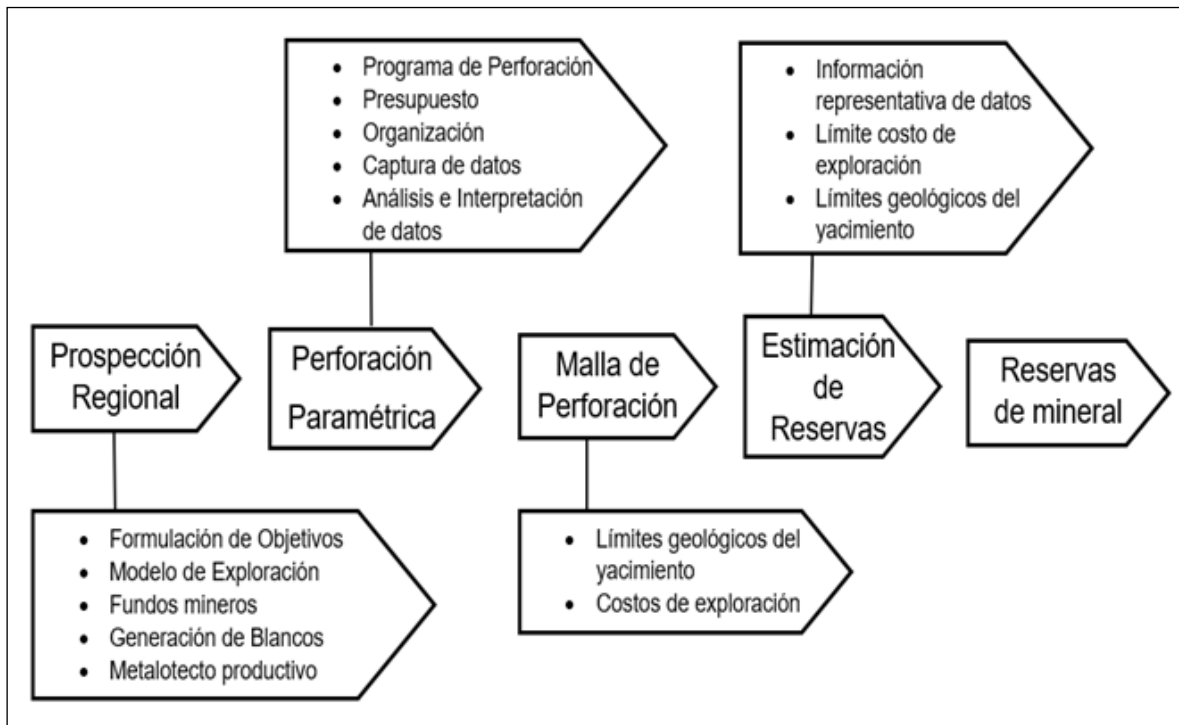 • Programa de Perforación
• Presupuesto
• Organización
• Captura de datos
• Análisis e Interpretación
de datos
• Información
representativa de datos
• Límite costo de
exploración
• Límites geológicos del
yacimiento
Prospección
Regional
Perforación
Paramétrica
Malla de
Perforación
Estimación
de
Reservas
Reservas
de mineral
• Formulación de Objetivos
• Modelo de Exploración
• Fundos mineros
• Generación de Blancos
• Metalotecto productivo
• Límites geológicos del
yacimiento
• Costos de exploración